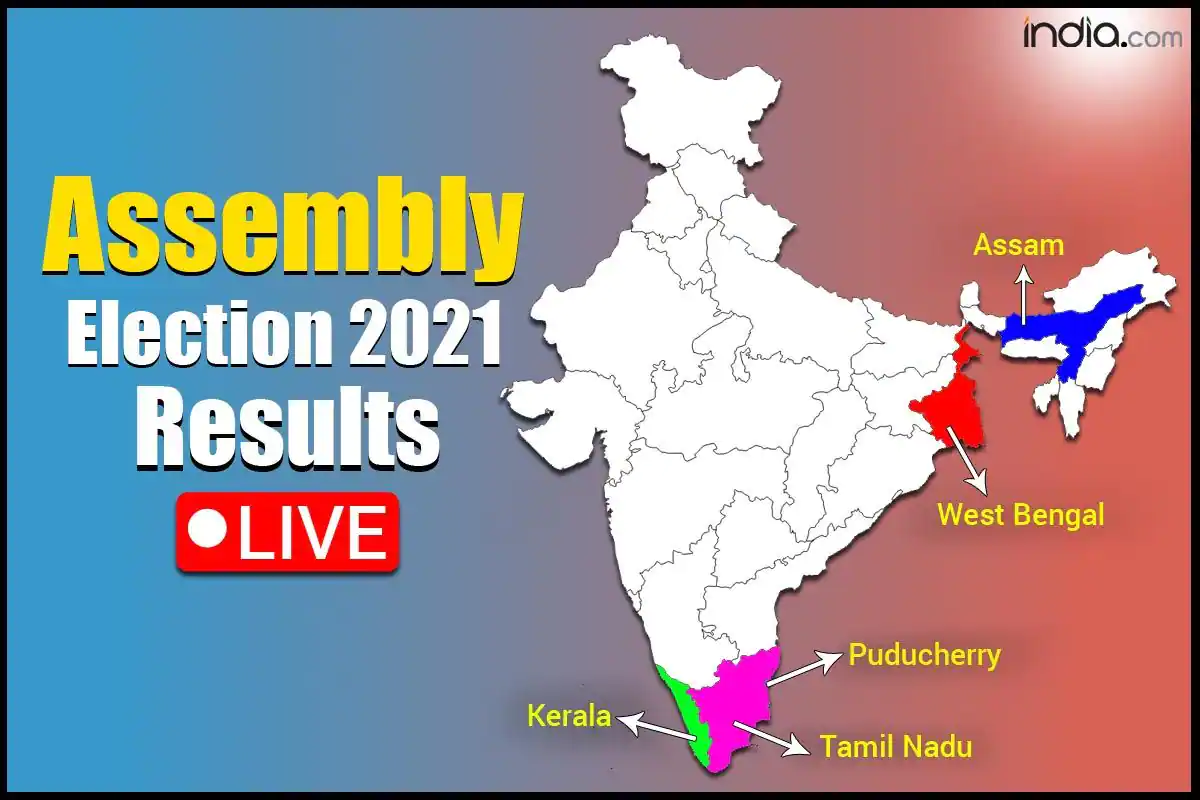 india.com
Assembly
Election 2021
Results
LIVE
Assam
West Bengal
Puducherry
Kerala
Tamil Nadu